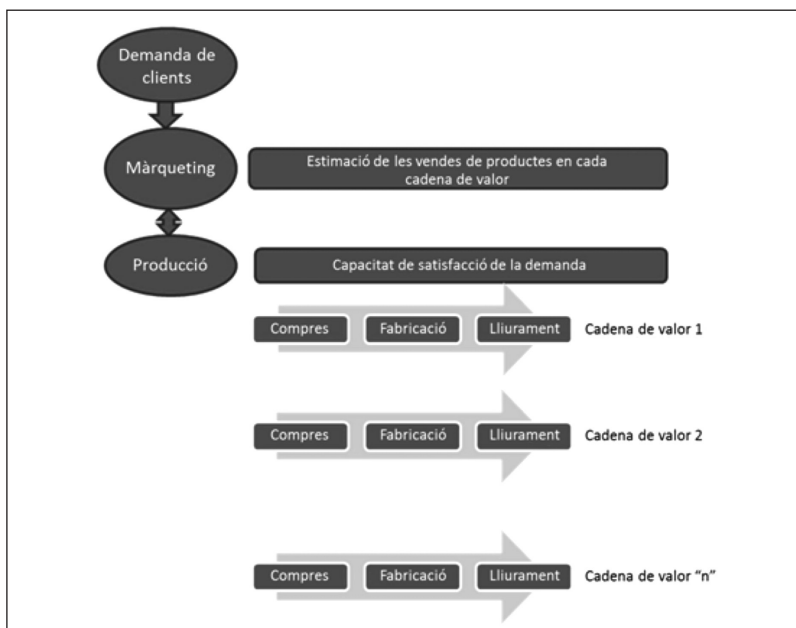 Demanda de
clients
Màrqueting
Estimació de les vendes de productes en cada
cadena de valor
Producció
Capacitat de satisfacció de la demanda
Compres
Fabricació
Lliurament
Cadena de valor 1
Compres
Fabricació
Lliurament
Cadena de valor 2
Compres
Fabricació
Lliurament
Cadena de valor “n”